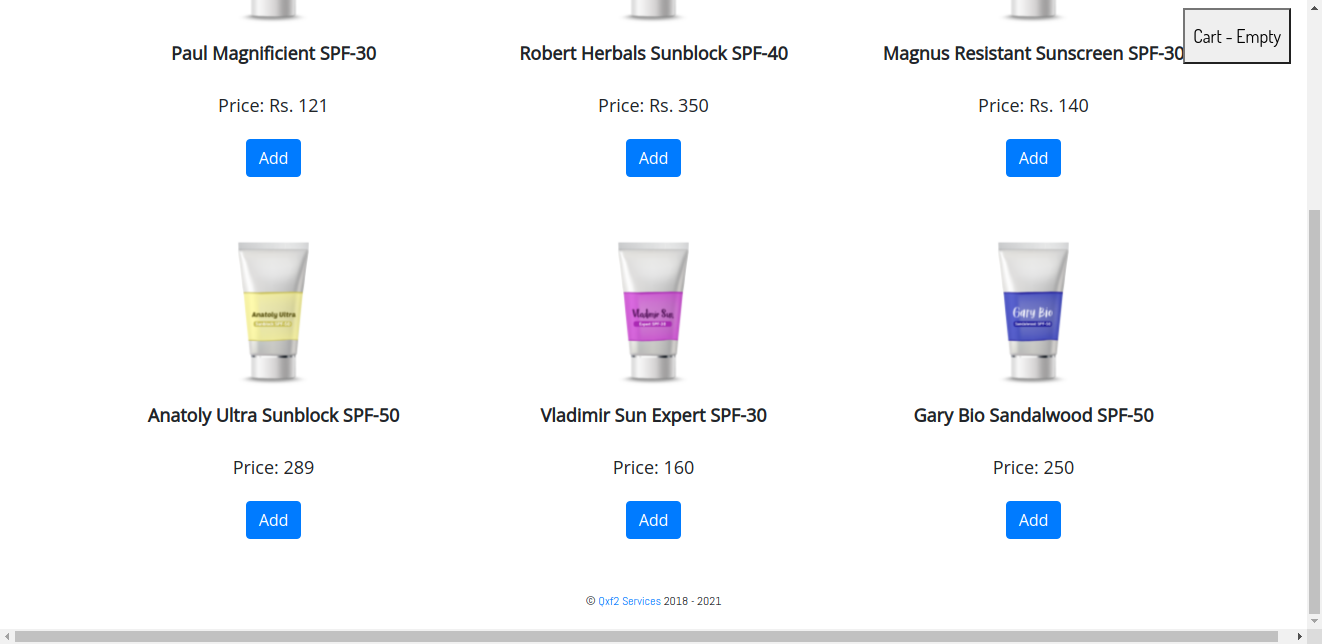 Cart - Empty
Paul Magnificient SPF-30
Robert Herbals Sunblock SPF-40
Magnus Resistant Sunscreen SPF-30
Price: Rs. 121
Price: Rs. 350
Price: Rs. 140
Add
Add
Add
Anatoly Ultra
Vladimir Sun
Gary Bio
Anatoly Ultra Sunblock SPF-50
Vladimir Sun Expert SPF-30
Gary Bio Sandalwood SPF-50
Price: 289
Price: 160
Price: 250
Add
Add
Add
© Qxf2 Services 2018 - 2021